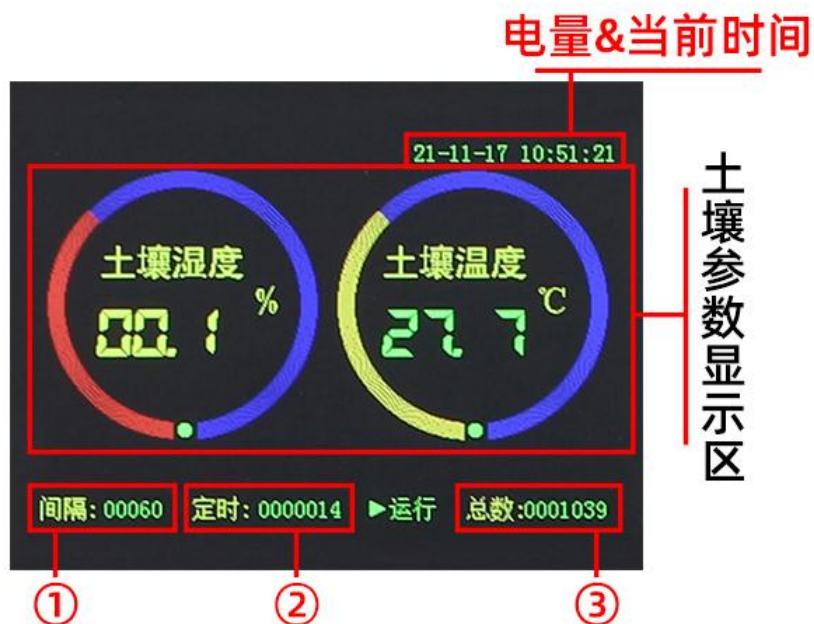 电量&当前时间
21-11-17 10:51:21
土壤湿度
00.1 %
土壤温度
27.7 ℃
土壤参数显示区
间隔:00060
定时:0000014
▶运行
总数:0001039
①
②
③